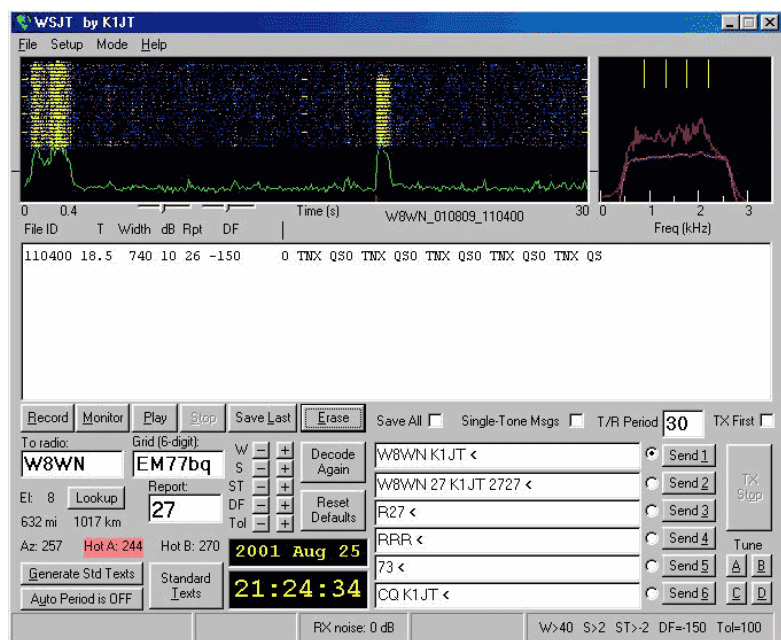 WSJT by K1JT
File Setup Mode Help
0 0.4 Time (s) W8WN_010809_110400 30
0 1 2 3
Freq (kHz)
File ID T Width dB Rpt DF
110400 18.5 740 10 26 -150 0 TNX QSO TNX QSO TNX QSO TNX QSO TNX QS
Record Monitor Play Stop Save Last Erase Save All Single-Tone Msgs T/R Period 30 TX First
To radio: Grid (6-digit):
W8WN EM77bq
W - +
S - +
ST - +
DF - +
Tol - +
Decode Again
Reset Defaults
El: 8 Lookup Report: 27
632 mi 1017 km
Az: 257 Hot A: 244 Hot B: 270
2001 Aug 25
21:24:34
Generate Std Texts
Auto Period is OFF
Standard Texts
W8WN K1JT < Send 1
W8WN 27 K1JT 2727 < Send 2
R27 < Send 3
RRR < Send 4
73 < Send 5
CQ K1JT < Send 6
TX Stop
Tune
A B
C D
RX noise: 0 dB W>40 S>2 ST>-2 DF=-150 Tol=100